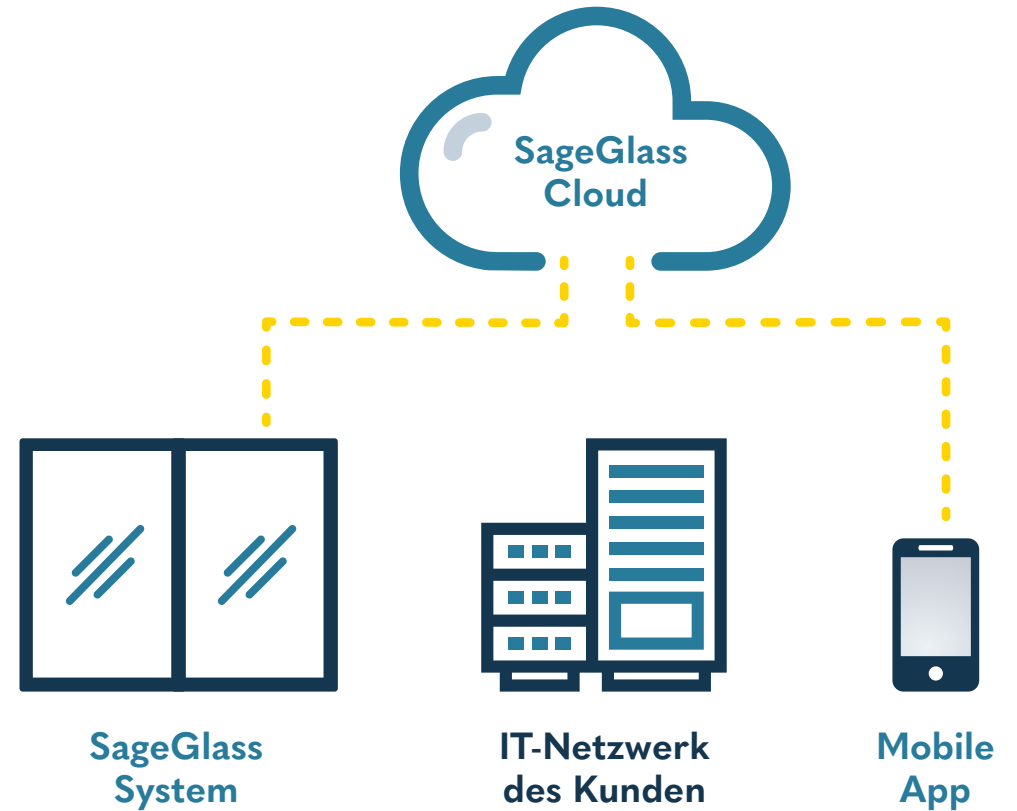 SageGlass
Cloud
SageGlass
System
IT-Netzwerk
des Kunden
Mobile
App